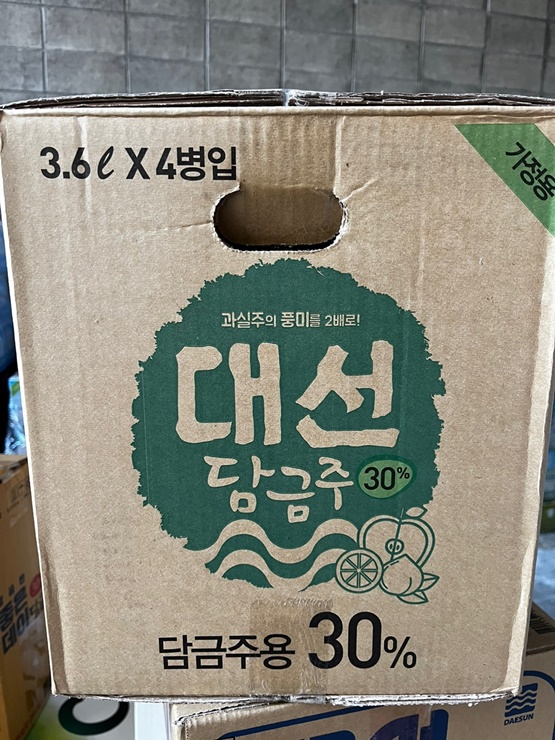 3.6ℓ X 4병입
가정용
과실주의 풍미를 2배로!
대선
담금주 30%
담금주용 30%
DAESUN